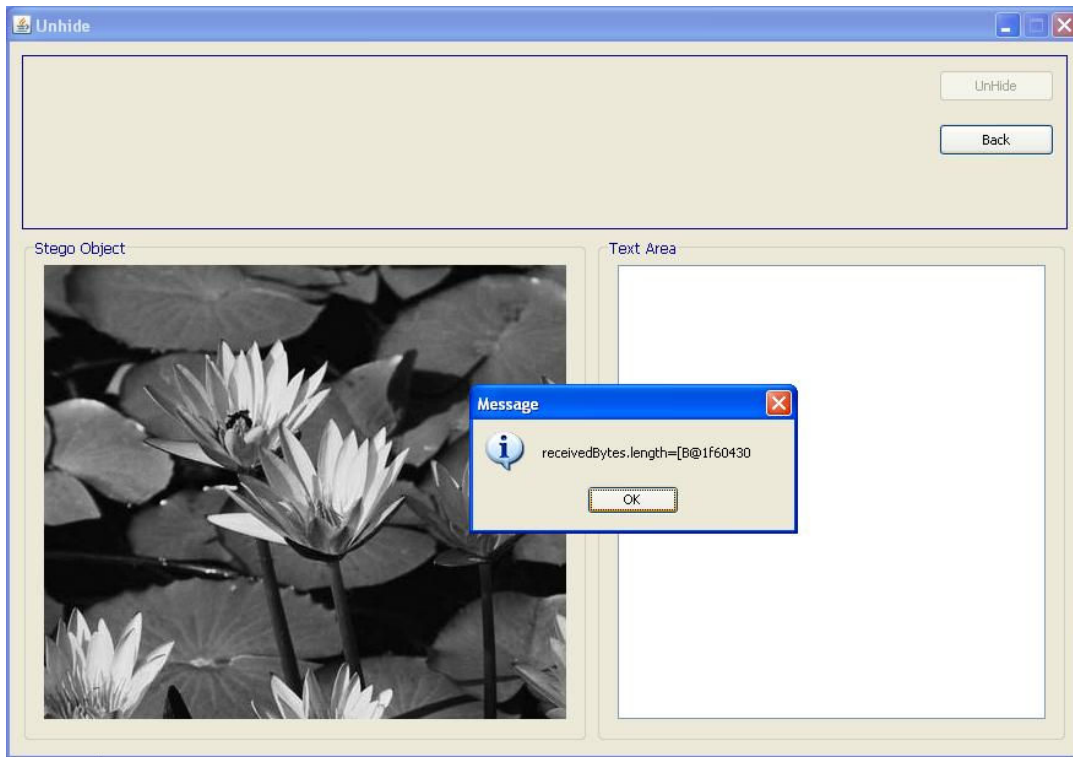 Unhide
UnHide
Back
Stego Object
Text Area
Message
receivedBytes.length=[B@1f60430
OK